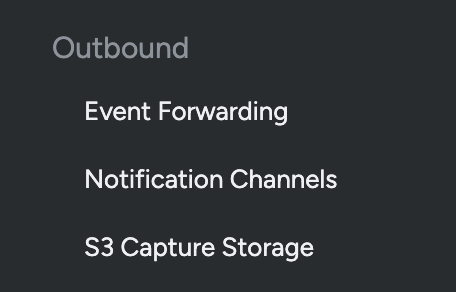 Outbound
Event Forwarding
Notification Channels
S3 Capture Storage